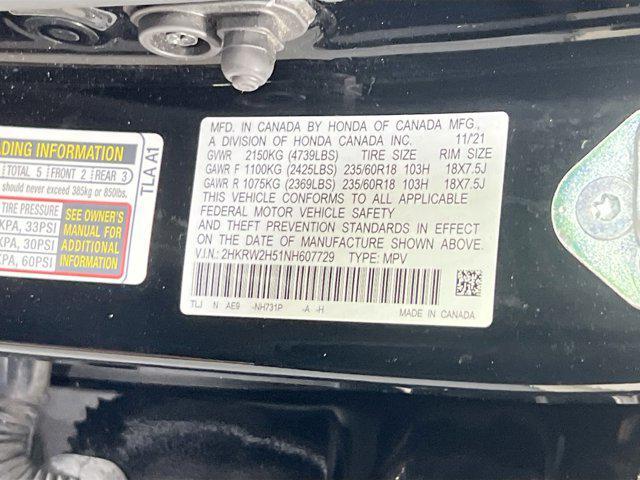 ADING INFORMATION
TOTAL 5 FRONT 2 REAR 3
should never exceed 385kg or 850lbs.
TIRE PRESSURE SEE OWNER'S
KPA, 33PSI MANUAL FOR
KPA, 30PSI ADDITIONAL
KPA, 60PSI INFORMATION
TLA A1
MFD. IN CANADA BY HONDA OF CANADA MFG.,
A DIVISION OF HONDA CANADA INC. 11/21
GVWR 2150KG (4739LBS) TIRE SIZE RIM SIZE
GAWR F 1100KG (2425LBS) 235/60R18 103H 18X7.5J
GAWR R 1075KG (2369LBS) 235/60R18 103H 18X7.5J
THIS VEHICLE CONFORMS TO ALL APPLICABLE
FEDERAL MOTOR VEHICLE SAFETY
AND THEFT PREVENTION STANDARDS IN EFFECT
ON THE DATE OF MANUFACTURE SHOWN ABOVE.
V.I.N.: 2HKRW2H51NH607729 TYPE: MPV
TLJ N AE9 -NH731P -A -H
MADE IN CANADA